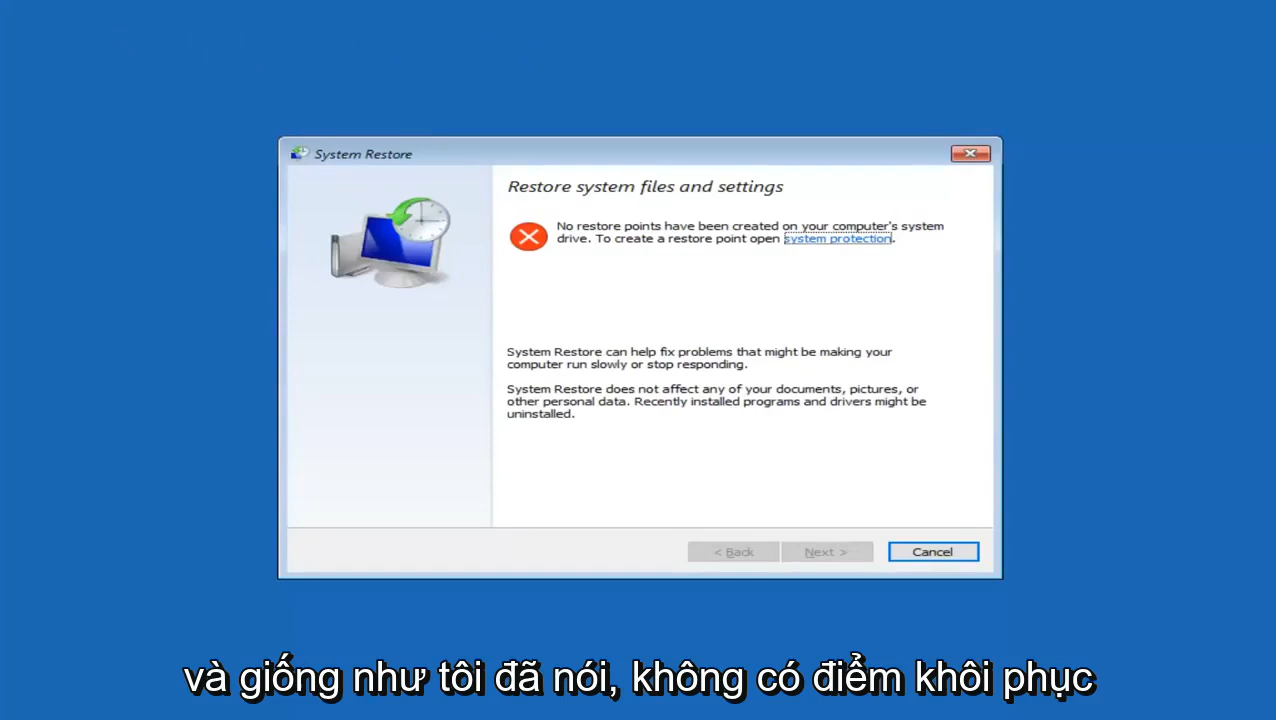 System Restore
Restore system files and settings
No restore points have been created on your computer's system
drive. To create a restore point open system protection.
System Restore can help fix problems that might be making your
computer run slowly or stop responding.
System Restore does not affect any of your documents, pictures, or
other personal data. Recently installed programs and drivers might be
uninstalled.
< Back Next > Cancel
và giống như tôi đã nói, không có điểm khôi phục